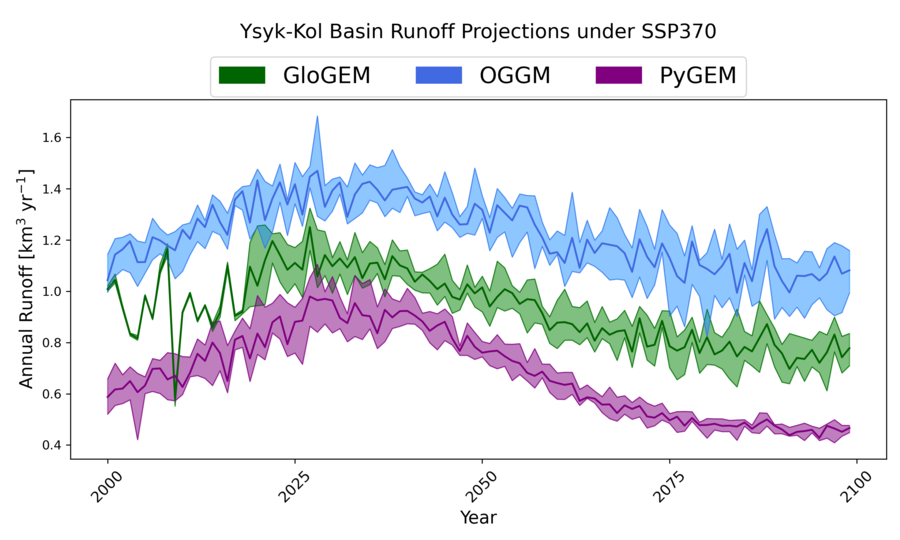 Ysyk-Kol Basin Runoff Projections under SSP370
GloGEM OGGM PyGEM
Annual Runoff [km³ yr⁻¹]
1.6
1.4
1.2
1.0
0.8
0.6
0.4
2000 2025 2050 2075 2100
Year